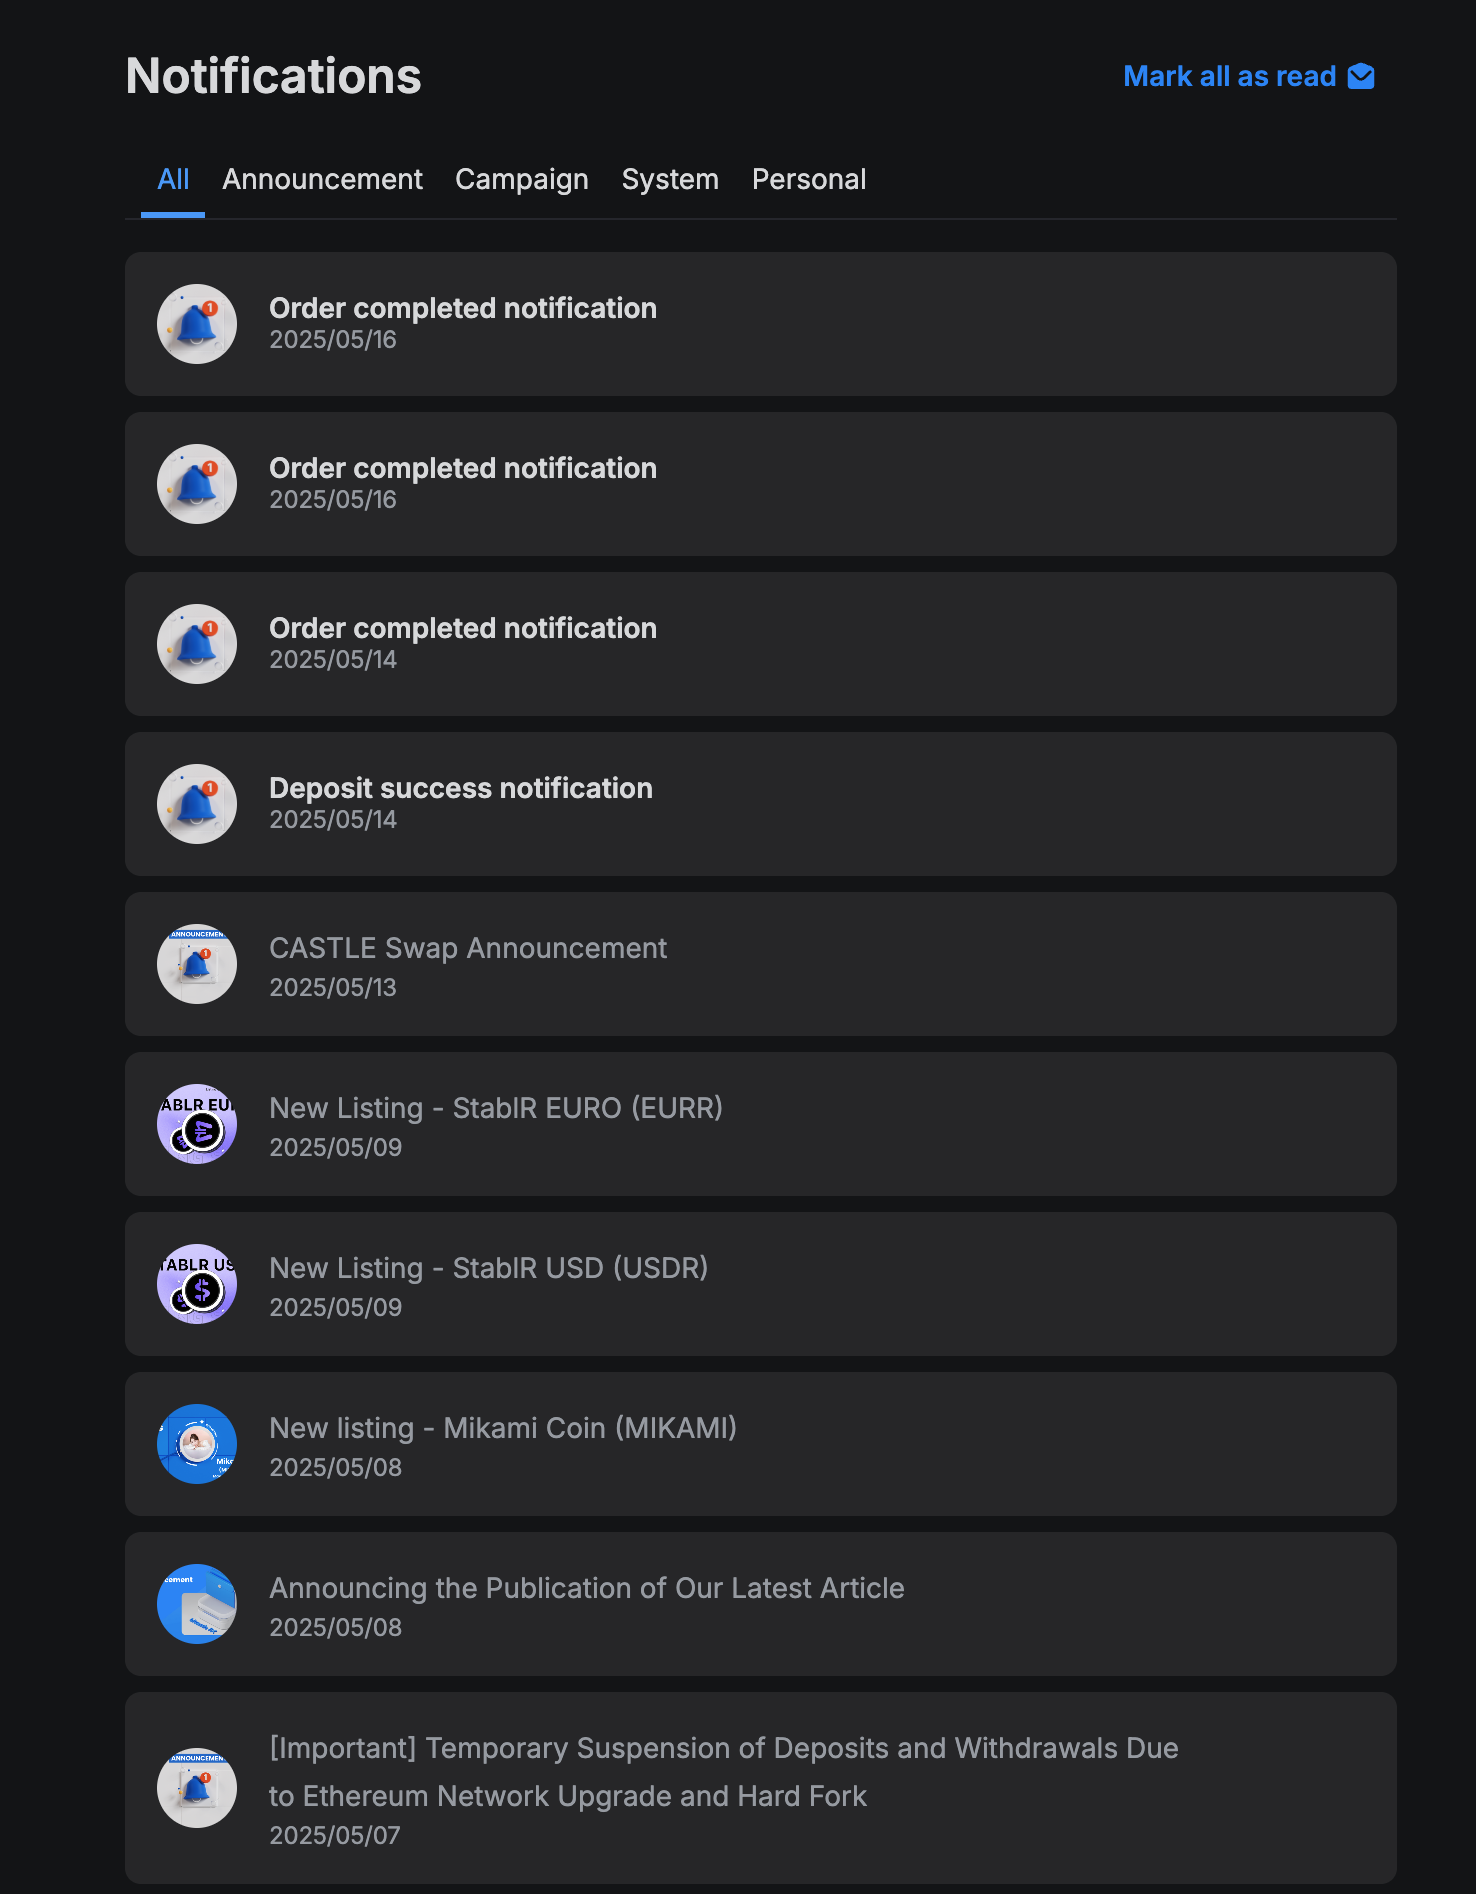 Notifications
Mark all as read
All Announcement Campaign System Personal
1
Order completed notification
2025/05/16
1
Order completed notification
2025/05/16
1
Order completed notification
2025/05/14
1
Deposit success notification
2025/05/14
ANNOUNCEMEN
1
CASTLE Swap Announcement
2025/05/13
ABLR EU
New Listing - StablR EURO (EURR)
2025/05/09
TABLR US
$
New Listing - StablR USD (USDR)
2025/05/09
Mik
New listing - Mikami Coin (MIKAMI)
2025/05/08
cement
Announcing the Publication of Our Latest Article
2025/05/08
ANNOUNCEMEN
1
[Important] Temporary Suspension of Deposits and Withdrawals Due
to Ethereum Network Upgrade and Hard Fork
2025/05/07